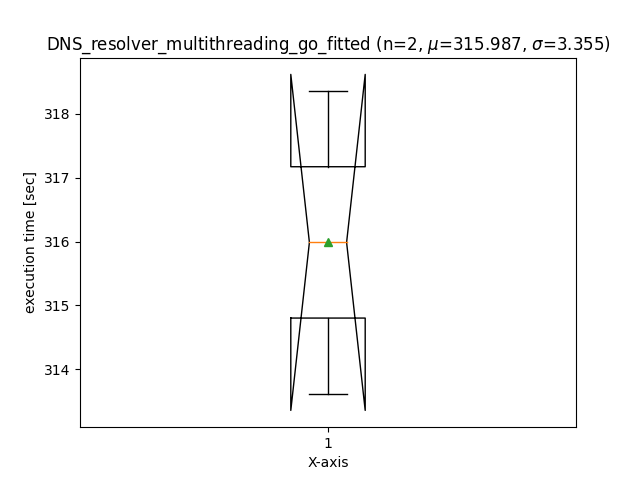 DNS_resolver_multithreading_go_fitted (n=2, μ=315.987, σ=3.355)
318
317
316
315
314
execution time [sec]
1
X-axis